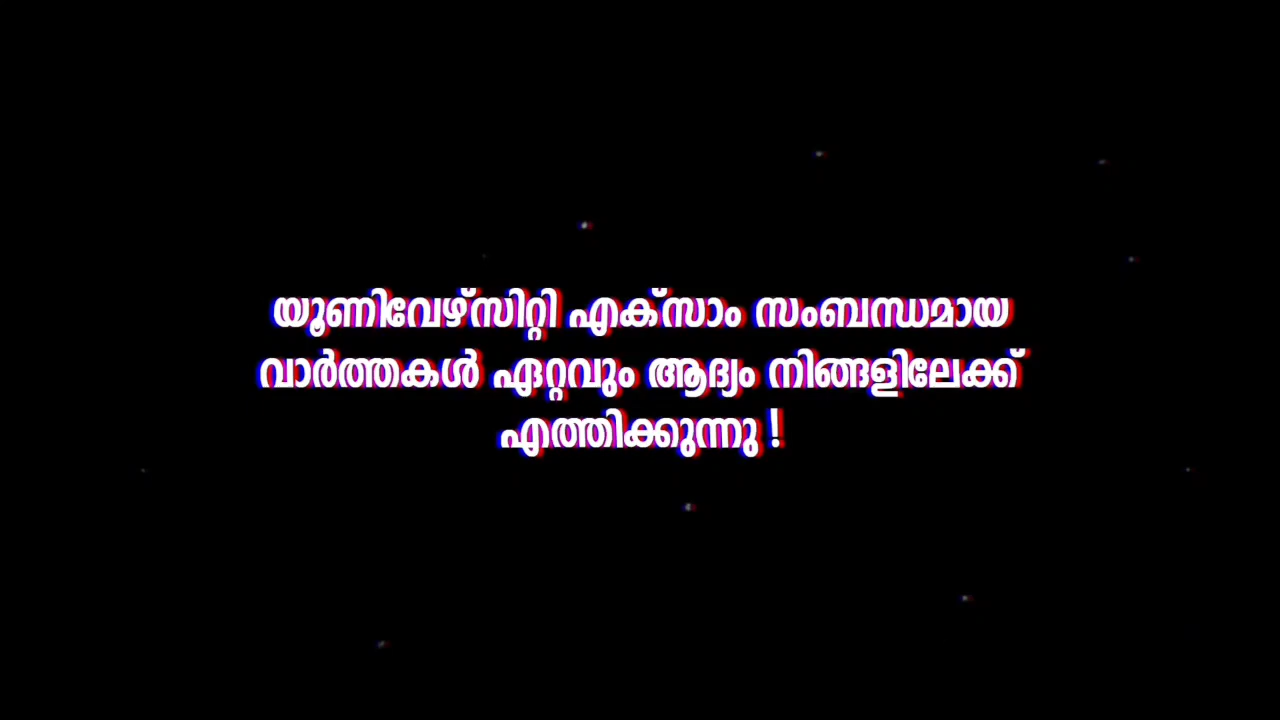 യൂണിവേഴ്സിറ്റി എക്സാം സംബന്ധമായ
വാർത്തകൾ ഏറ്റവും ആദ്യം നിങ്ങളിലേക്ക്
എത്തിക്കുന്നു !